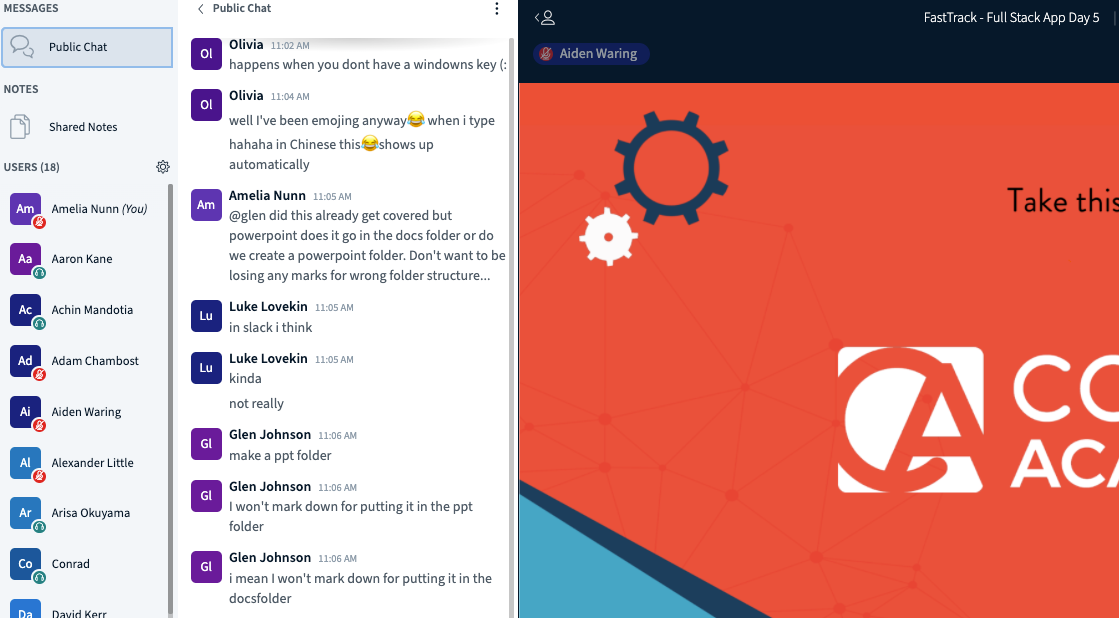 MESSAGES
Public Chat
NOTES
Shared Notes
USERS (18)
Am
Amelia Nunn (You)
Aa
Aaron Kane
Ac
Achin Mandotia
Ad
Adam Chambost
Ai
Aiden Waring
Al
Alexander Little
Ar
Arisa Okuyama
Co
Conrad
Da
David Kerr
Public Chat
Ol
Olivia 11:02 AM
happens when you dont have a windowns key (:
Ol
Olivia 11:04 AM
well I've been emojing anyway😂 when i type
hahaha in Chinese this😂shows up
automatically
Am
Amelia Nunn 11:05 AM
@glen did this already get covered but
powerpoint does it go in the docs folder or do
we create a powerpoint folder. Don't want to be
losing any marks for wrong folder structure...
Lu
Luke Lovekin 11:05 AM
in slack i think
Lu
Luke Lovekin 11:05 AM
kinda
not really
Gl
Glen Johnson 11:06 AM
make a ppt folder
Gl
Glen Johnson 11:06 AM
I won't mark down for putting it in the ppt
folder
Gl
Glen Johnson 11:06 AM
i mean I won't mark down for putting it in the
docsfolder
FastTrack - Full Stack App Day 5
Aiden Waring
Take this
CA
CO
ACA